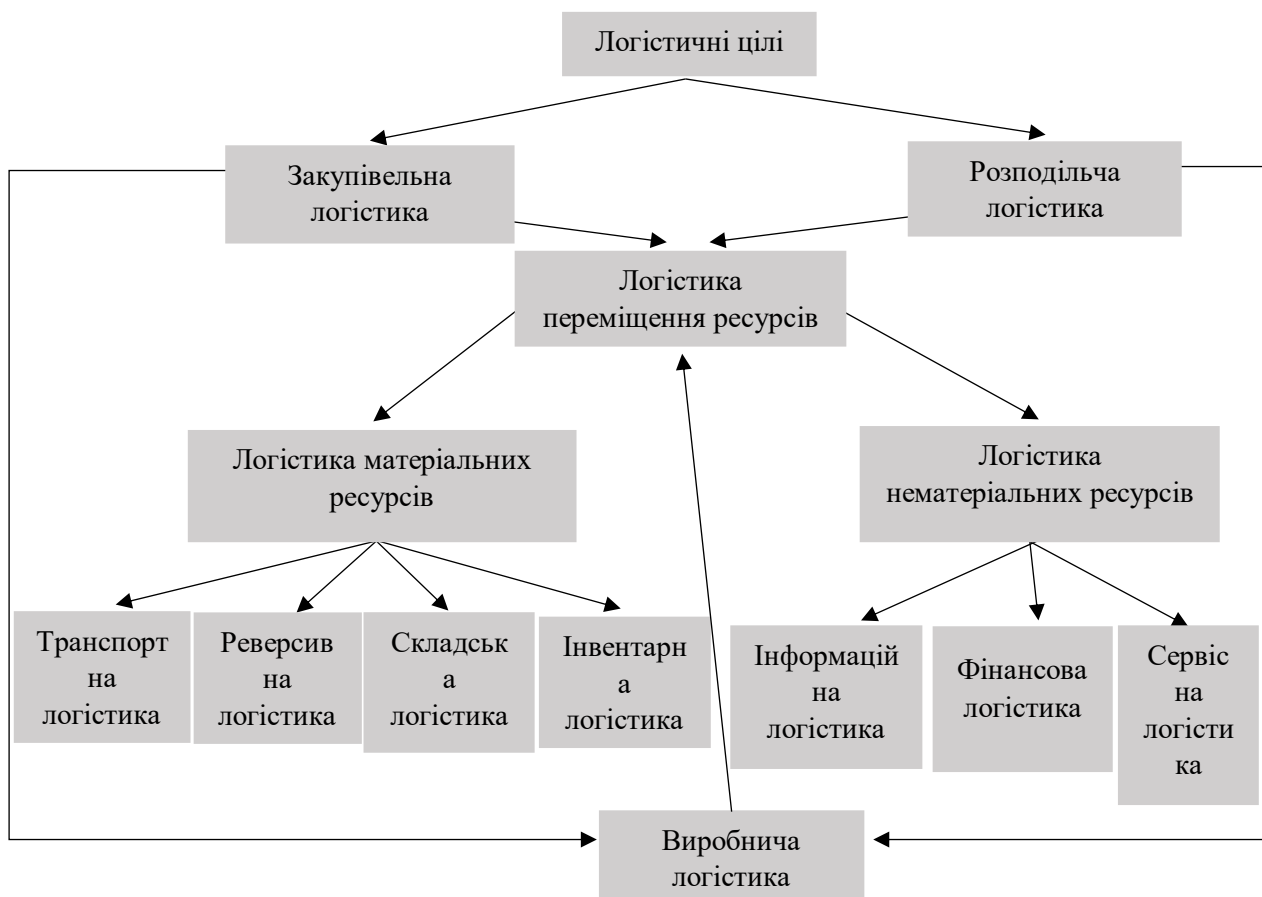 Логістичні цілі
Закупівельна
логістика
Розподільча
логістика
Логістика
переміщення ресурсів
Логістика матеріальних
ресурсів
Логістика
нематеріальних ресурсів
Транспорт
на
логістика
Реверсив
на
логістика
Складськ
а
логістика
Інвентарн
а
логістика
Інформацій
на
логістика
Фінансова
логістика
Сервіс
на
логісти
ка
Виробнича
логістика